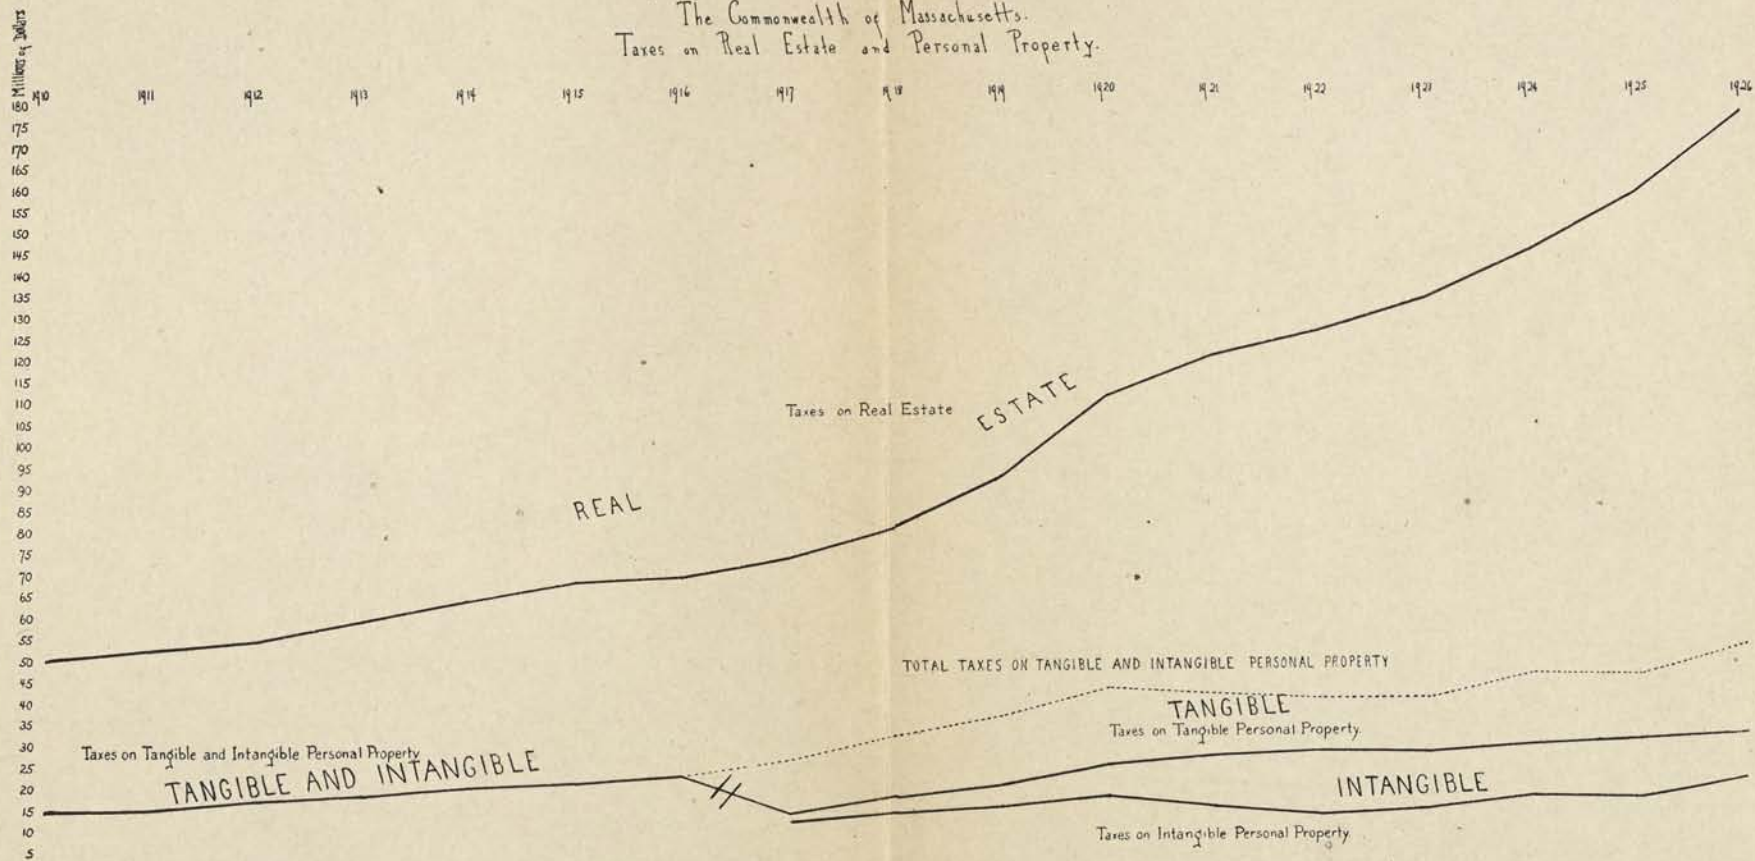 The Commonwealth of Massachusetts.
Taxes on Real Estate and Personal Property.
Millions of Dollars
1910 1911 1912 1913 1914 1915 1916 1917 1918 1919 1920 1921 1922 1923 1924 1925 1926
180
175
170
165
160
155
150
145
140
135
130
125
120
115
110
105
100
95
90
85
80
75
70
65
60
55
50
45
40
35
30
25
20
15
10
5
REAL ESTATE
Taxes on Real Estate
TOTAL TAXES ON TANGIBLE AND INTANGIBLE PERSONAL PROPERTY
TANGIBLE
Taxes on Tangible Personal Property.
Taxes on Tangible and Intangible Personal Property
TANGIBLE AND INTANGIBLE
INTANGIBLE
Taxes on Intangible Personal Property.